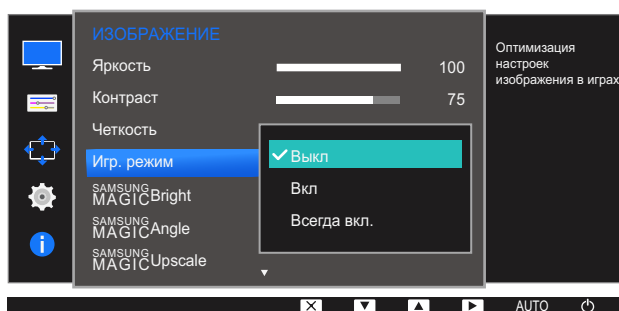 ИЗОБРАЖЕНИЕ
Яркость 100
Контраст 75
Четкость
Игр. режим
Выкл
Вкл
Всегда вкл.
SAMSUNG
MAGICBright
SAMSUNG
MAGICAngle
SAMSUNG
MAGICUpscale
Оптимизация
настроек
изображения в играх
AUTO